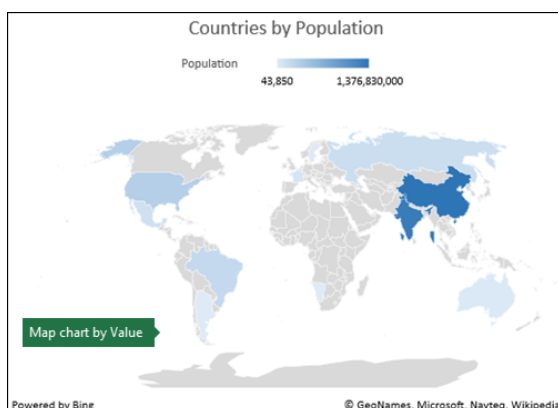 Countries by Population
Population
43,850 1,376,830,000
Map chart by Value
Powered by Bing
© GeoNames, Microsoft, Navteq, Wikipedia